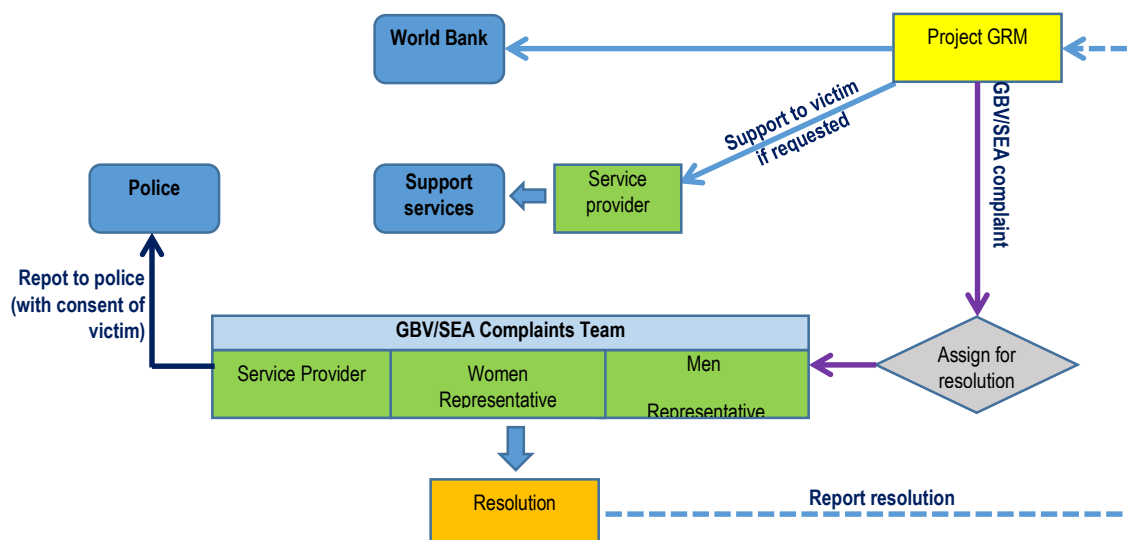 World Bank
Project GRM
Support to victim
if requested
GBV/SEA complaint
Police
Support
services
Service
provider
Repot to police
(with consent of
victim)
GBV/SEA Complaints Team
Service Provider
Women
Representative
Men
Representative
Assign for
resolution
Resolution
Report resolution